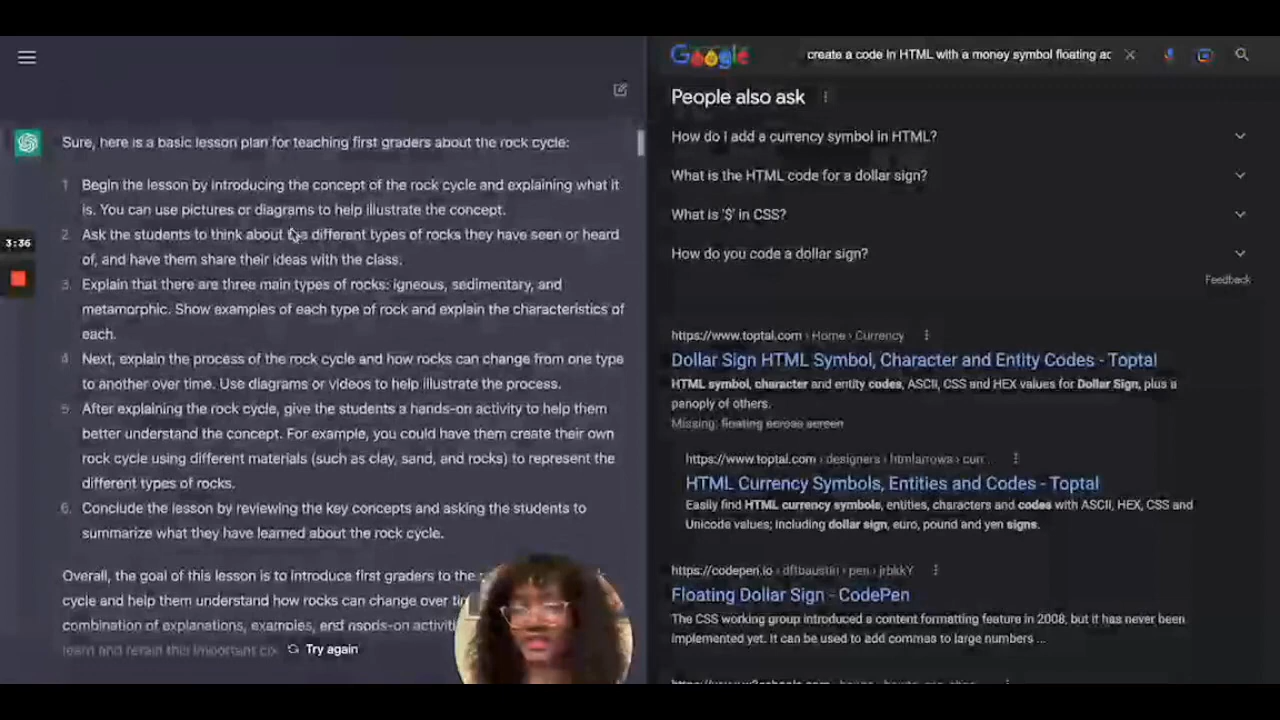 Sure, here is a basic lesson plan for teaching first graders about the rock cycle:
1 Begin the lesson by introducing the concept of the rock cycle and explaining what it
is. You can use pictures or diagrams to help illustrate the concept.
2 Ask the students to think about the different types of rocks they have seen or heard
of, and have them share their ideas with the class.
3 Explain that there are three main types of rocks: igneous, sedimentary, and
metamorphic. Show examples of each type of rock and explain the characteristics of
each.
4 Next, explain the process of the rock cycle and how rocks can change from one type
to another over time. Use diagrams or videos to help illustrate the process.
5 After explaining the rock cycle, give the students a hands-on activity to help them
better understand the concept. For example, you could have them create their own
rock cycle using different materials (such as clay, sand, and rocks) to represent the
different types of rocks.
6. Conclude the lesson by reviewing the key concepts and asking the students to
summarize what they have learned about the rock cycle.
Overall, the goal of this lesson is to introduce first graders to the
cycle and help them understand how rocks can change over
combination of explanations, examples, and
learn and retain this important
Try again
3:36
Google
create a code in HTML with a money symbol floating ac
People also ask
How do I add a currency symbol in HTML?
What is the HTML code for a dollar sign?
What is '$' in CSS?
How do you code a dollar sign?
Feedback
https://www.toptal.com › Home › Currency
Dollar Sign HTML Symbol, Character and Entity Codes - Toptal
HTML symbol, character and entity codes, ASCII, CSS and HEX values for Dollar Sign, plus a
panoply of others.
Missing: floating across screen
https://www.toptal.com › designers › htmlarrows › curr...
HTML Currency Symbols, Entities and Codes - Toptal
Easily find HTML currency symbols, entities, characters and codes with ASCII, HEX, CSS and
Unicode values; including dollar sign, euro, pound and yen signs.
https://codepen.io › dftbaustin › pen ›
Floating Dollar Sign - CodePen
The CSS working group introduced a content formatting feature in 2008, but it has never been
implemented yet. It can be used to add commas to large numbers ...